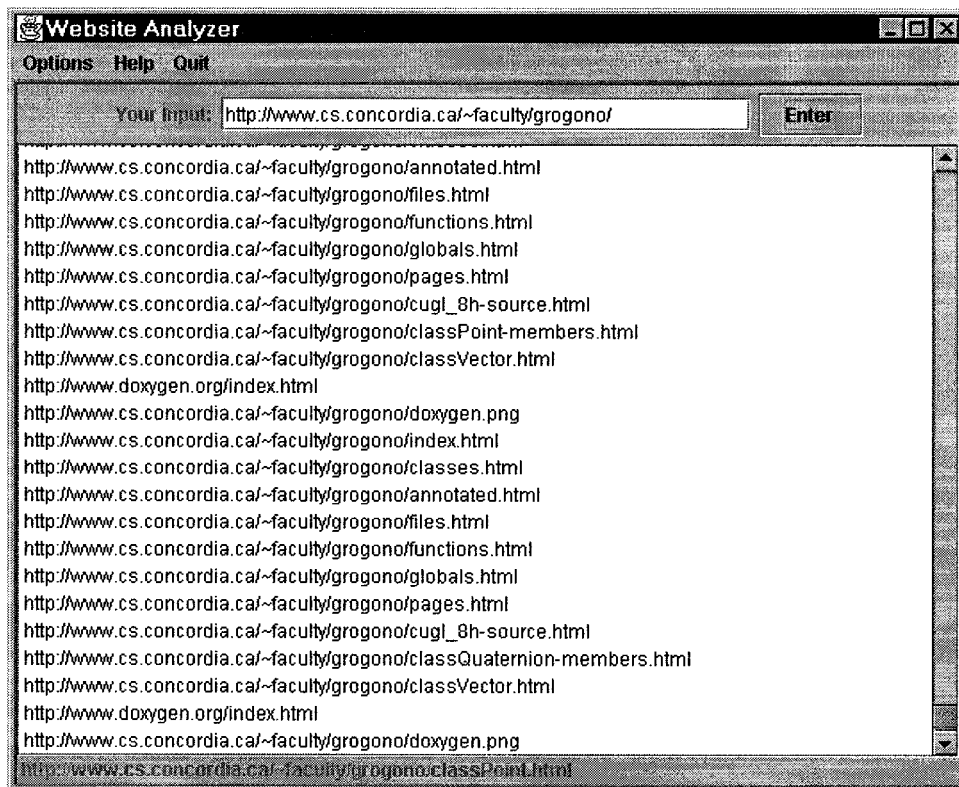 Website Analyzer
Options Help Quit
Your Input: http://www.cs.concordia.ca/~faculty/grogono/ Enter
http://www.cs.concordia.ca/~faculty/grogono/annotated.html
http://www.cs.concordia.ca/~faculty/grogono/files.html
http://www.cs.concordia.ca/~faculty/grogono/functions.html
http://www.cs.concordia.ca/~faculty/grogono/globals.html
http://www.cs.concordia.ca/~faculty/grogono/pages.html
http://www.cs.concordia.ca/~faculty/grogono/cugl_8h-source.html
http://www.cs.concordia.ca/~faculty/grogono/classPoint-members.html
http://www.cs.concordia.ca/~faculty/grogono/classVector.html
http://www.doxygen.org/index.html
http://www.cs.concordia.ca/~faculty/grogono/doxygen.png
http://www.cs.concordia.ca/~faculty/grogono/index.html
http://www.cs.concordia.ca/~faculty/grogono/classes.html
http://www.cs.concordia.ca/~faculty/grogono/annotated.html
http://www.cs.concordia.ca/~faculty/grogono/files.html
http://www.cs.concordia.ca/~faculty/grogono/functions.html
http://www.cs.concordia.ca/~faculty/grogono/globals.html
http://www.cs.concordia.ca/~faculty/grogono/pages.html
http://www.cs.concordia.ca/~faculty/grogono/cugl_8h-source.html
http://www.cs.concordia.ca/~faculty/grogono/classQuaternion-members.html
http://www.cs.concordia.ca/~faculty/grogono/classVector.html
http://www.doxygen.org/index.html
http://www.cs.concordia.ca/~faculty/grogono/doxygen.png
http://www.cs.concordia.ca/~faculty/grogono/classPoint.html